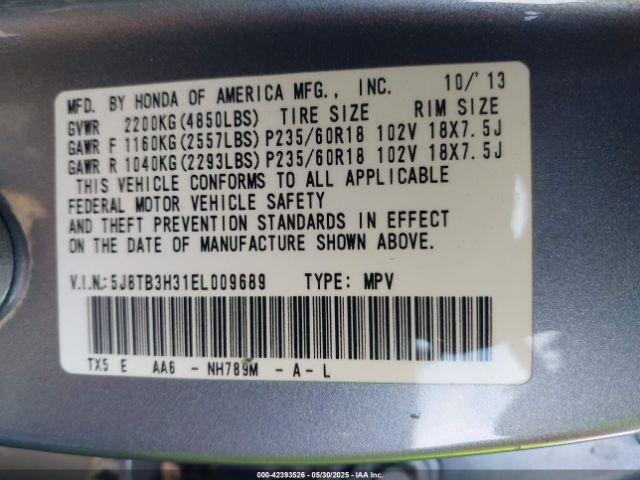 MFD. BY HONDA OF AMERICA MFG., INC. 10/'13
GVWR 2200KG(4850LBS) TIRE SIZE RIM SIZE
GAWR F 1160KG(2557LBS)P235/60R18 102V 18X7.5J
GAWR R 1040KG(2293LBS)P235/60R18 102V 18X7.5J
THIS VEHICLE CONFORMS TO ALL APPLICABLE
FEDERAL MOTOR VEHICLE SAFETY
AND THEFT PREVENTION STANDARDS IN EFFECT
ON THE DATE OF MANUFACTURE SHOWN ABOVE.
V.I.N.:5J8TB3H31EL009689 TYPE: MPV
TX5 E AA6 - NH789M - A - L
000-42393526 - 05/30/2025 - IAAI.COM